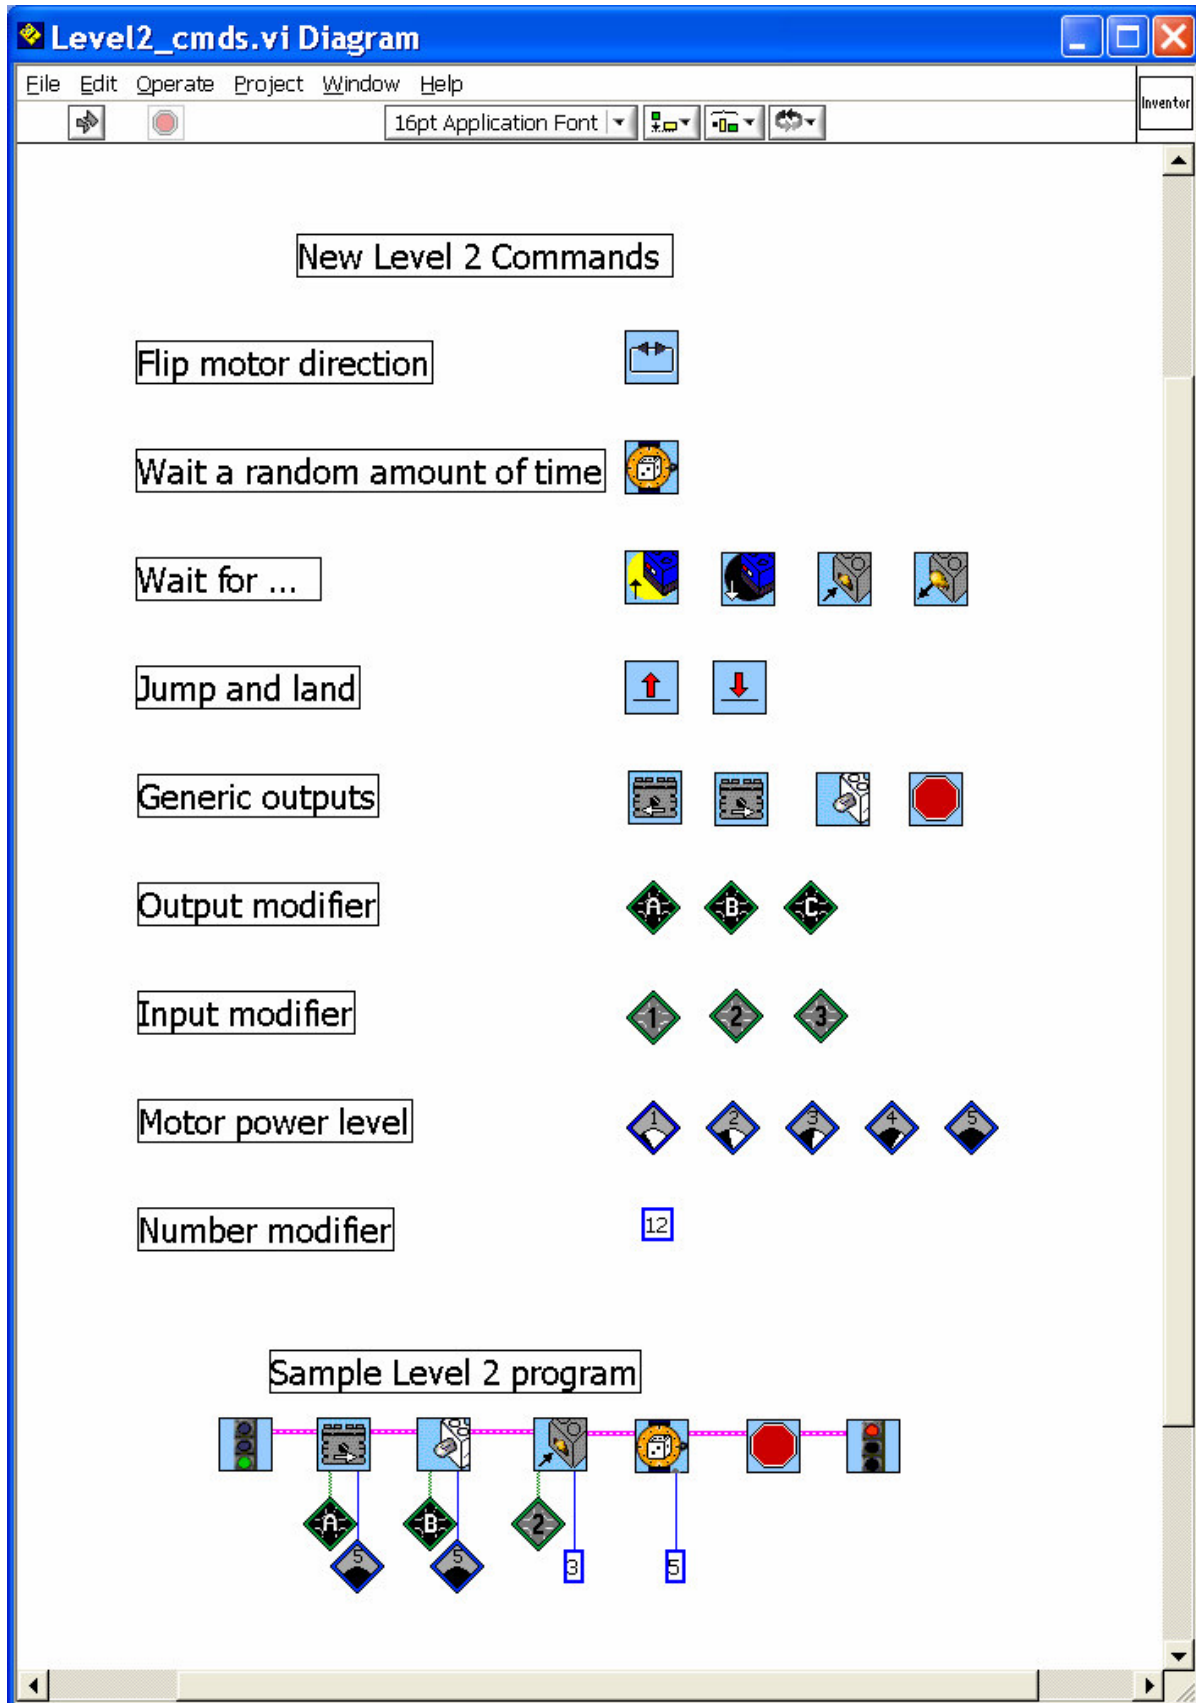 Level2_cmds.vi Diagram
File Edit Operate Project Window Help
Inventor
16pt Application Font
New Level 2 Commands
Flip motor direction
Wait a random amount of time
Wait for ...
Jump and land
Generic outputs
Output modifier
A B C
Input modifier
1 2 3
Motor power level
1 2 3 4 5
Number modifier
12
Sample Level 2 program
A B 2
5 5 3 5